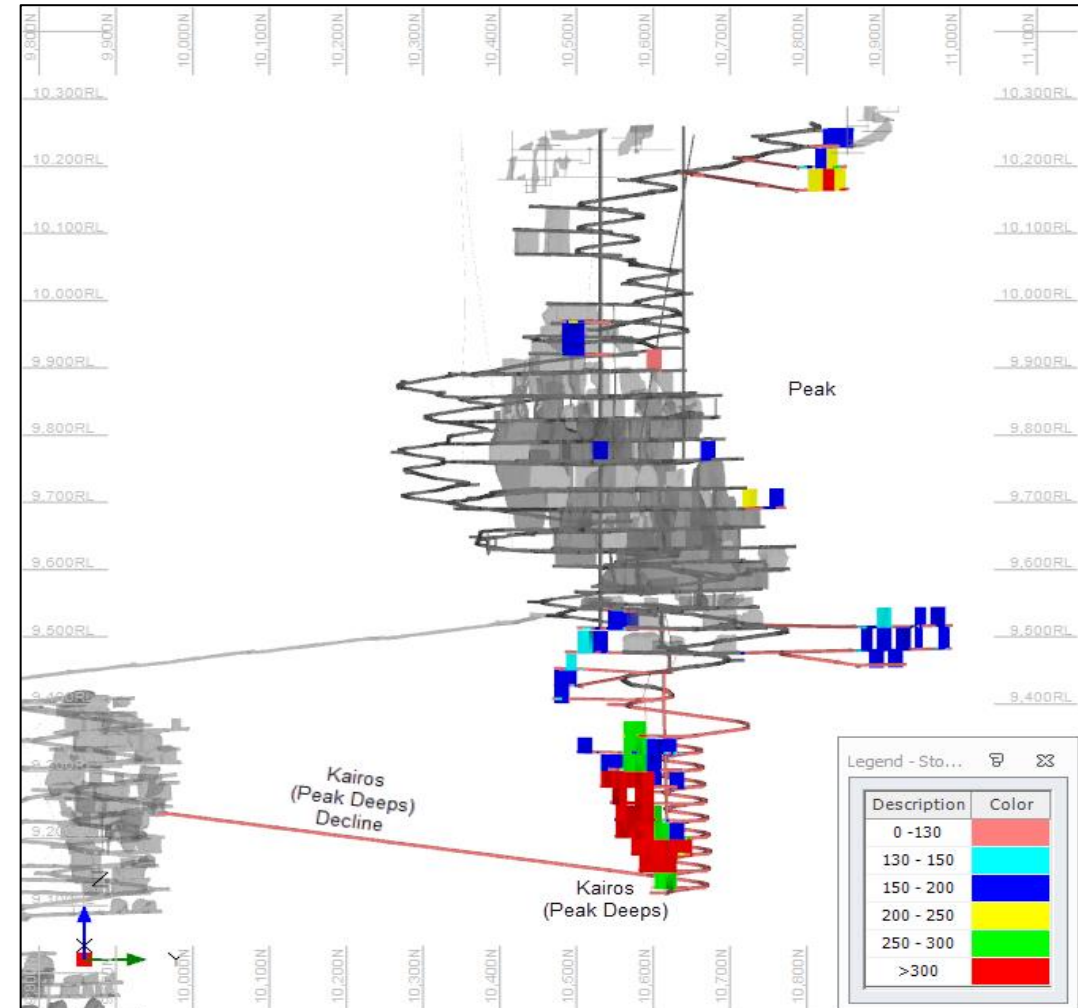 9,800N
9,900N
10,000N
10,100N
10,200N
10,300N
10,400N
10,500N
10,600N
10,700N
10,800N
10,900N
11,000N
11,100N
10,300RL
10,300RL
10,200RL
10,200RL
10,100RL
10,100RL
10,000RL
10,000RL
9,900RL
9,900RL
Peak
9,800RL
9,800RL
9,700RL
9,700RL
9,600RL
9,600RL
9,500RL
9,500RL
9,400RL
9,400RL
Kairos
(Peak Deeps)
Decline
9,200RL
Kairos
(Peak Deeps)
Legend - Sto...
Description Color
0 -130
130 - 150
150 - 200
200 - 250
250 - 300
>300
X
Y
10,000N
10,100N
10,200N
10,300N
10,400N
10,500N
10,600N
10,700N
10,800N